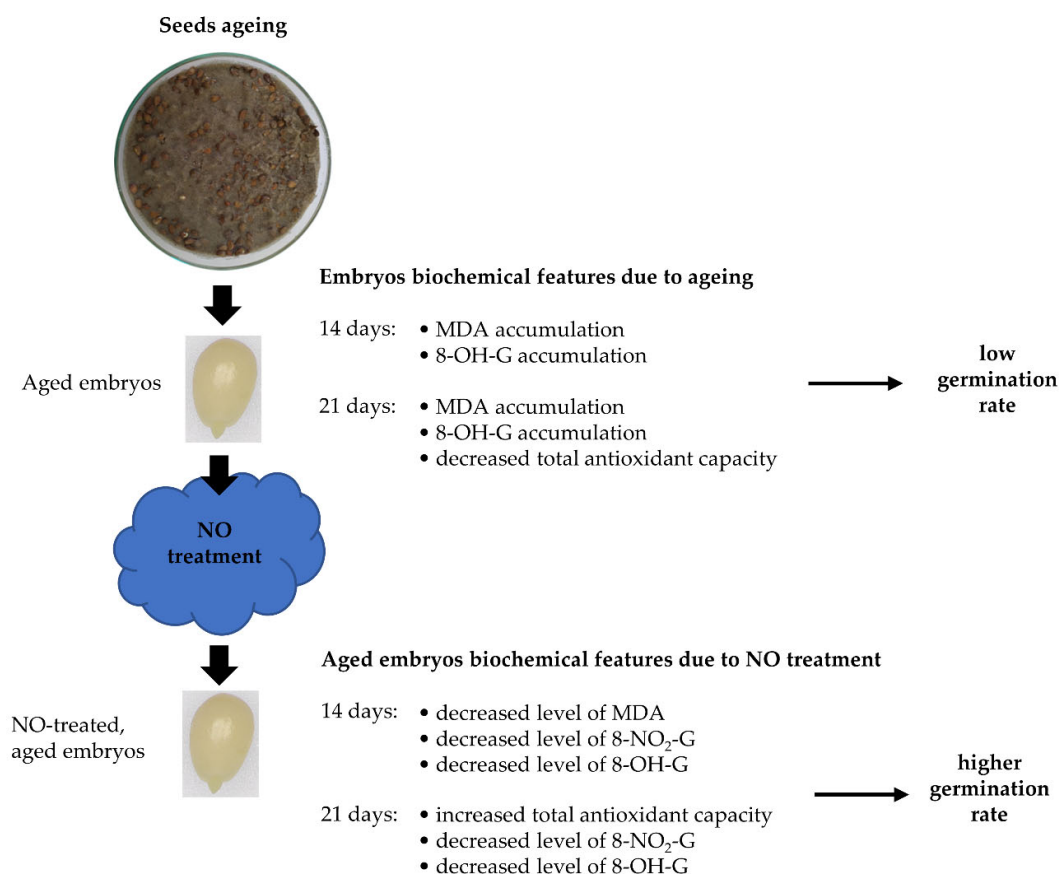 Seeds ageing
Embryos biochemical features due to ageing
14 days: • MDA accumulation
• 8-OH-G accumulation
Aged embryos
21 days: • MDA accumulation
• 8-OH-G accumulation
• decreased total antioxidant capacity
low
germination
rate
NO
treatment
Aged embryos biochemical features due to NO treatment
NO-treated,
aged embryos
14 days: • decreased level of MDA
• decreased level of 8-NO₂-G
• decreased level of 8-OH-G
21 days: • increased total antioxidant capacity
• decreased level of 8-NO₂-G
• decreased level of 8-OH-G
higher
germination
rate